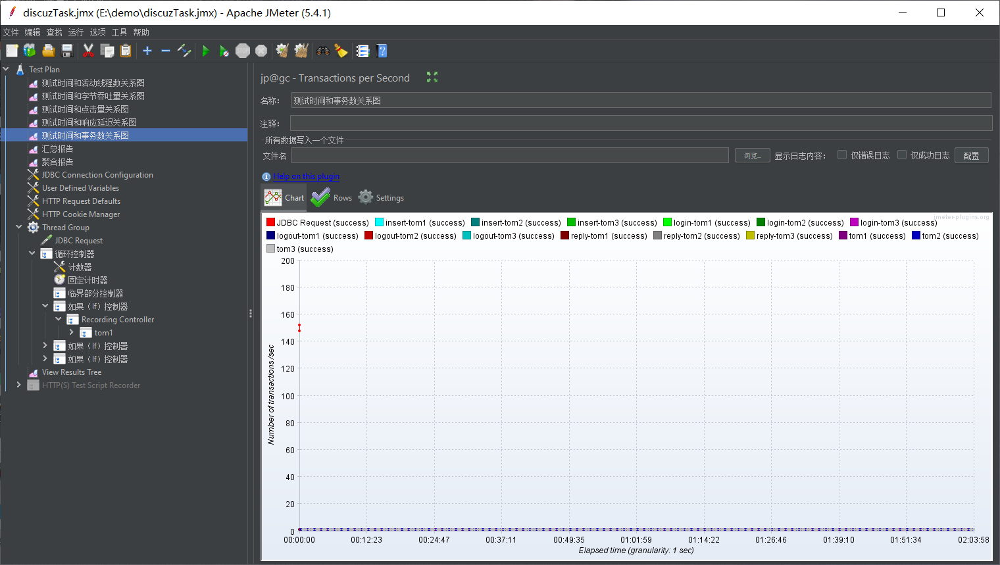 discuzTask.jmx (E:\demo\discuzTask.jmx) - Apache JMeter (5.4.1)
文件 编辑 查找 运行 选项 工具 帮助
STOP
Test Plan
测试时间和活动线程数关系图
测试时间和字节吞吐量关系图
测试时间和点击量关系图
测试时间和响应延迟关系图
测试时间和事务数关系图
汇总报告
聚合报告
JDBC Connection Configuration
User Defined Variables
HTTP Request Defaults
HTTP Cookie Manager
Thread Group
JDBC Request
循环控制器
计数器
固定计时器
临界部分控制器
如果（If）控制器
Recording Controller
tom1
如果（If）控制器
如果（If）控制器
View Results Tree
HTTP(S) Test Script Recorder
jp@gc - Transactions per Second
名称： 测试时间和事务数关系图
注释：
所有数据写入一个文件
文件名 浏览... 显示日志内容： 仅错误日志 仅成功日志 配置
Help on this plugin
Chart Rows Settings
jmeter-plugins.org
JDBC Request (success) insert-tom1 (success) insert-tom2 (success) insert-tom3 (success) login-tom1 (success) login-tom2 (success) login-tom3 (success)
logout-tom1 (success) logout-tom2 (success) logout-tom3 (success) reply-tom1 (success) reply-tom2 (success) reply-tom3 (success) tom1 (success) tom2 (success)
tom3 (success)
200
180
160
140
120
100
80
60
40
20
0
Number of transactions /sec
00:00:00 00:12:23 00:24:47 00:37:11 00:49:35 01:01:59 01:14:22 01:26:46 01:39:10 01:51:34 02:03:58
Elapsed time (granularity: 1 sec)